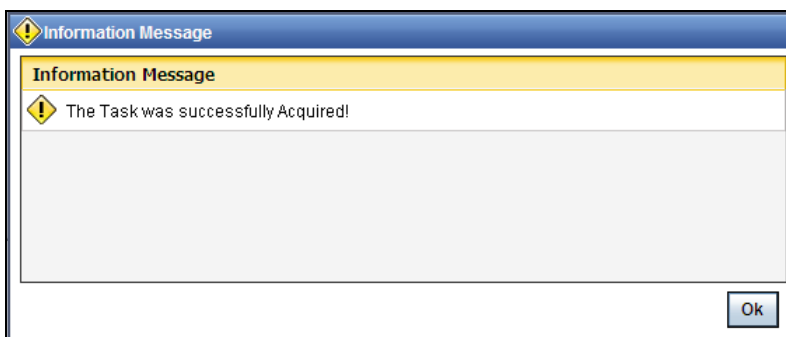 Information Message
Information Message
The Task was successfully Acquired!
Ok